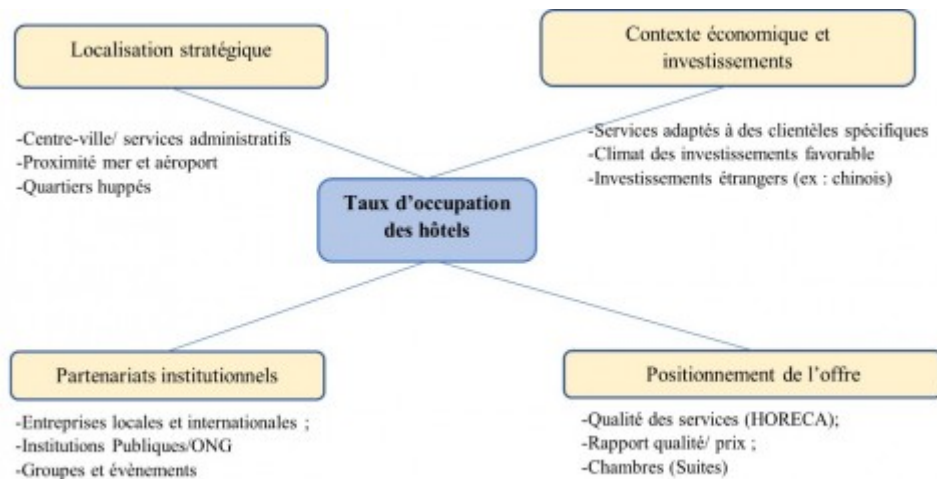 Localisation stratégique
-Centre-ville/ services administratifs
-Proximité mer et aéroport
-Quartiers huppés
Contexte économique et
investissements
-Services adaptés à des clientèles spécifiques
-Climat des investissements favorable
-Investissements étrangers (ex : chinois)
Taux d’occupation
des hôtels
Partenariats institutionnels
-Entreprises locales et internationales ;
-Institutions Publiques/ONG
-Groupes et évènements
Positionnement de l’offre
-Qualité des services (HORECA);
-Rapport qualité/ prix ;
-Chambres (Suites)